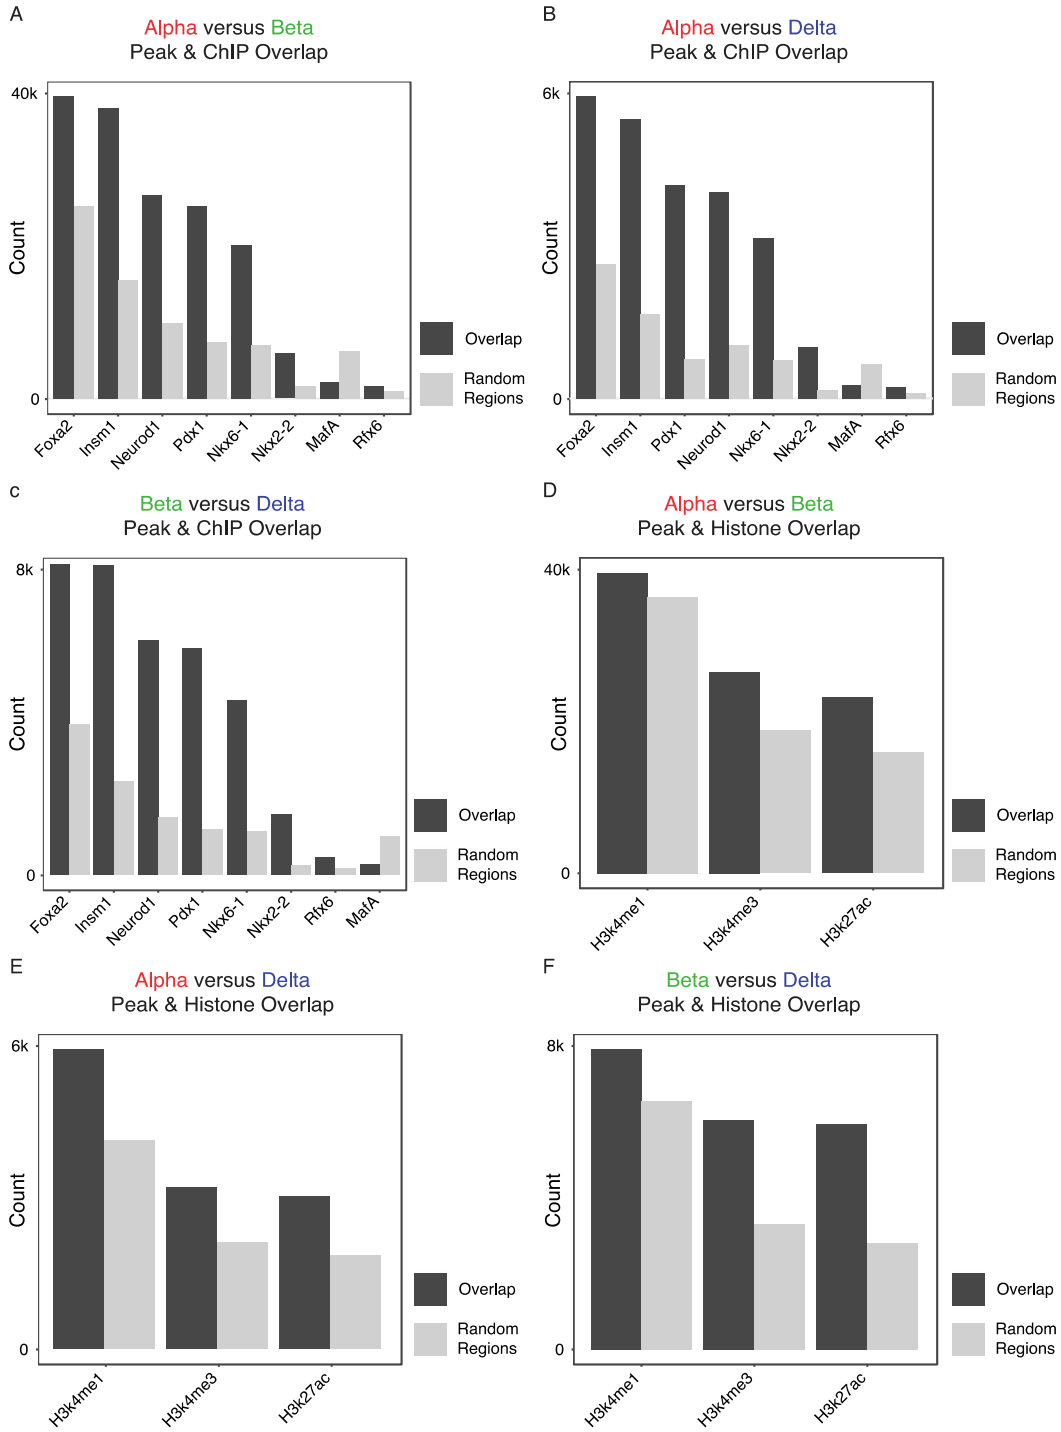 A
Alpha versus Beta
Peak & ChIP Overlap
40k
0
Count
Foxa2
Insm1
Neurod1
Pdx1
Nkx6-1
Nkx2-2
MafA
Rfx6
Overlap
Random
Regions
B
Alpha versus Delta
Peak & ChIP Overlap
6k
0
Count
Foxa2
Insm1
Pdx1
Neurod1
Nkx6-1
Nkx2-2
MafA
Rfx6
Overlap
Random
Regions
c
Beta versus Delta
Peak & ChIP Overlap
8k
0
Count
Foxa2
Insm1
Neurod1
Pdx1
Nkx6-1
Nkx2-2
Rfx6
MafA
Overlap
Random
Regions
D
Alpha versus Beta
Peak & Histone Overlap
40k
0
Count
H3k4me1
H3k4me3
H3k27ac
Overlap
Random
Regions
E
Alpha versus Delta
Peak & Histone Overlap
6k
0
Count
H3k4me1
H3k4me3
H3k27ac
Overlap
Random
Regions
F
Beta versus Delta
Peak & Histone Overlap
8k
0
Count
H3k4me1
H3k4me3
H3k27ac
Overlap
Random
Regions